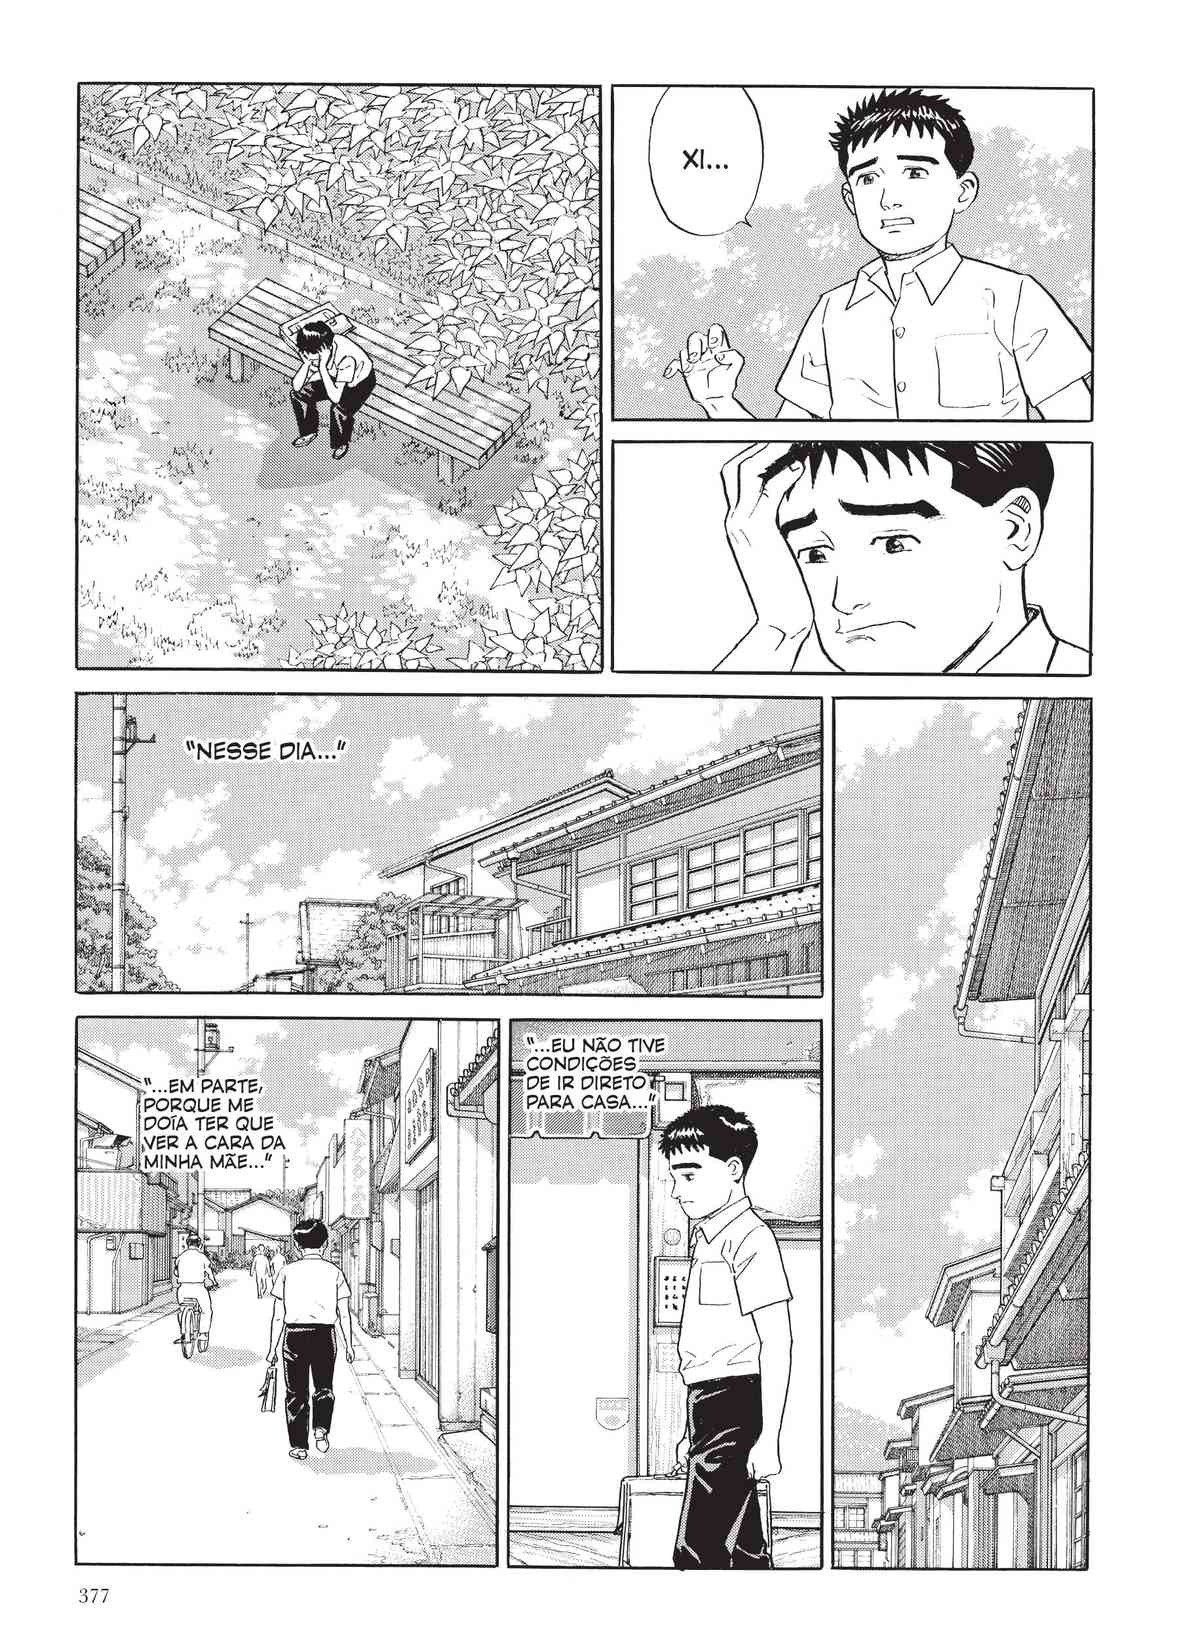 XI...
"NESSE DIA..."
"...EU NÃO TIVE
CONDIÇÕES
DE IR DIRETO
PARA CASA..."
"...EM PARTE,
PORQUE ME
DOÍA TER QUE
VER A CARA DA
MINHA MÃE..."
377